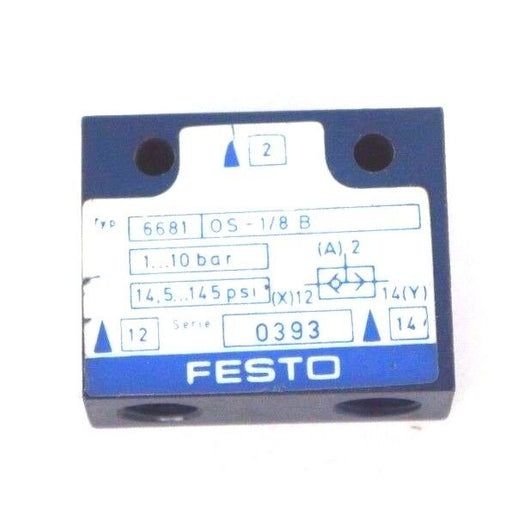 2
Typ 6681 OS-1/8 B
1...10 bar
(A) 2
14,5...145 psi
(X)12 14(Y)
12 Serie 0393 14
FESTO